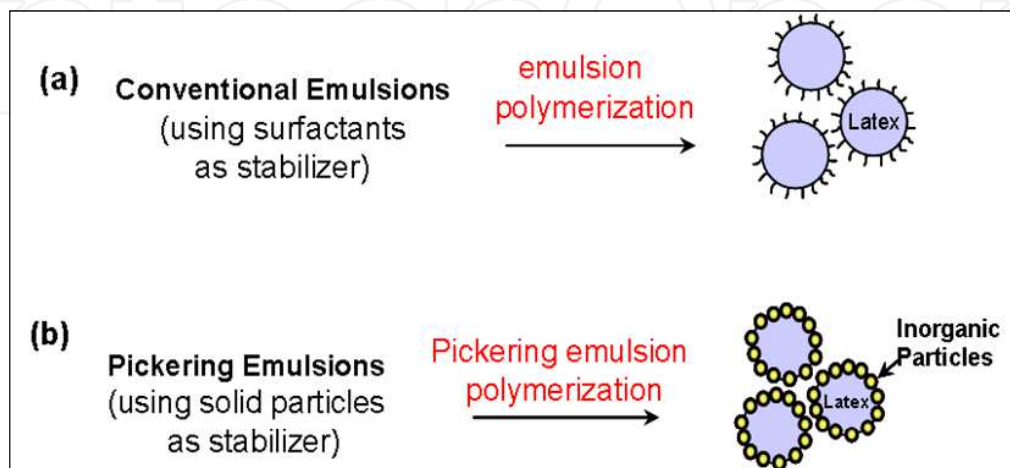 (a)
Conventional Emulsions
(using surfactants
as stabilizer)
emulsion
polymerization
Latex
(b)
Pickering Emulsions
(using solid particles
as stabilizer)
Pickering emulsion
polymerization
Inorganic
Particles
Latex